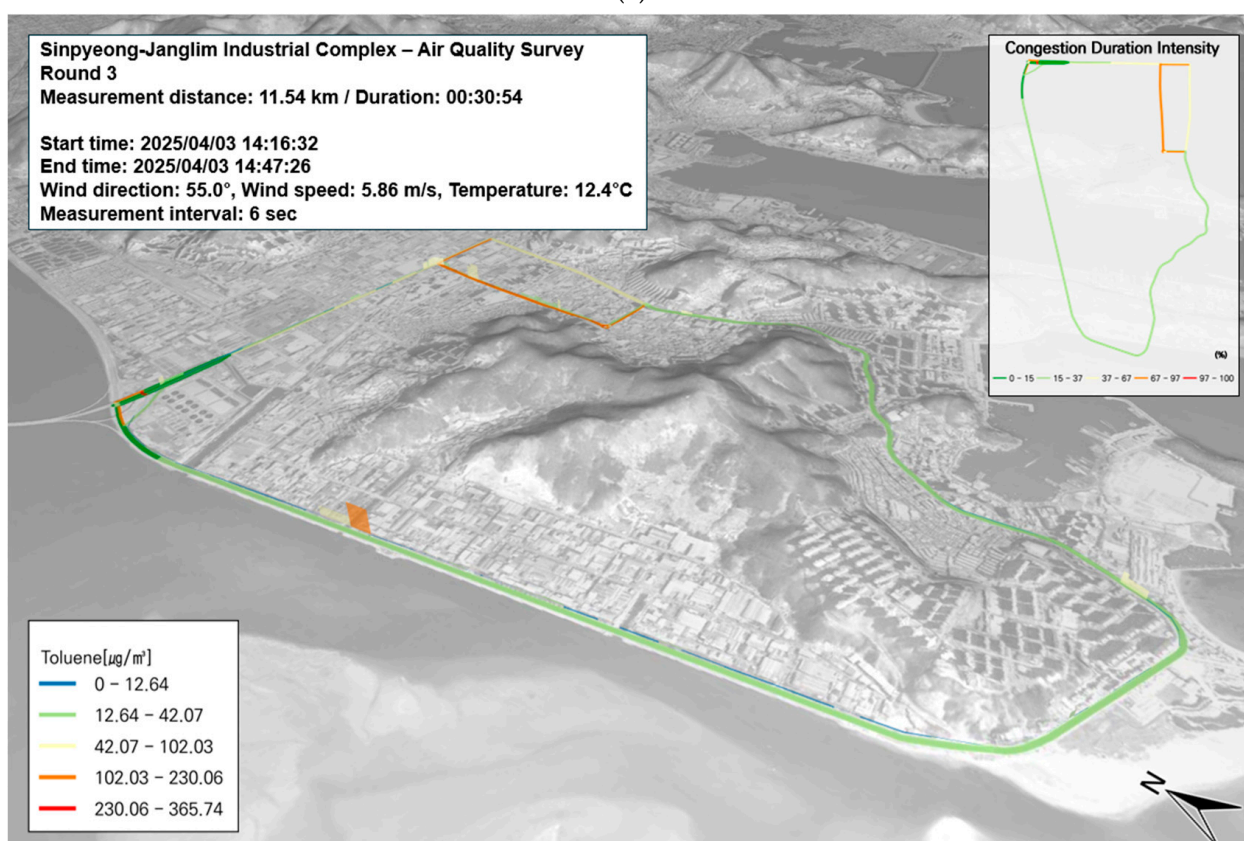 Sinpyeong-Janglim Industrial Complex – Air Quality Survey
Round 3
Measurement distance: 11.54 km / Duration: 00:30:54
Start time: 2025/04/03 14:16:32
End time: 2025/04/03 14:47:26
Wind direction: 55.0°, Wind speed: 5.86 m/s, Temperature: 12.4°C
Measurement interval: 6 sec
Congestion Duration Intensity
(%)
0 – 15 15 – 37 37 – 67 67 – 97 97 – 100
Toluene[㎍/㎥]
0 – 12.64
12.64 – 42.07
42.07 – 102.03
102.03 – 230.06
230.06 – 365.74
N